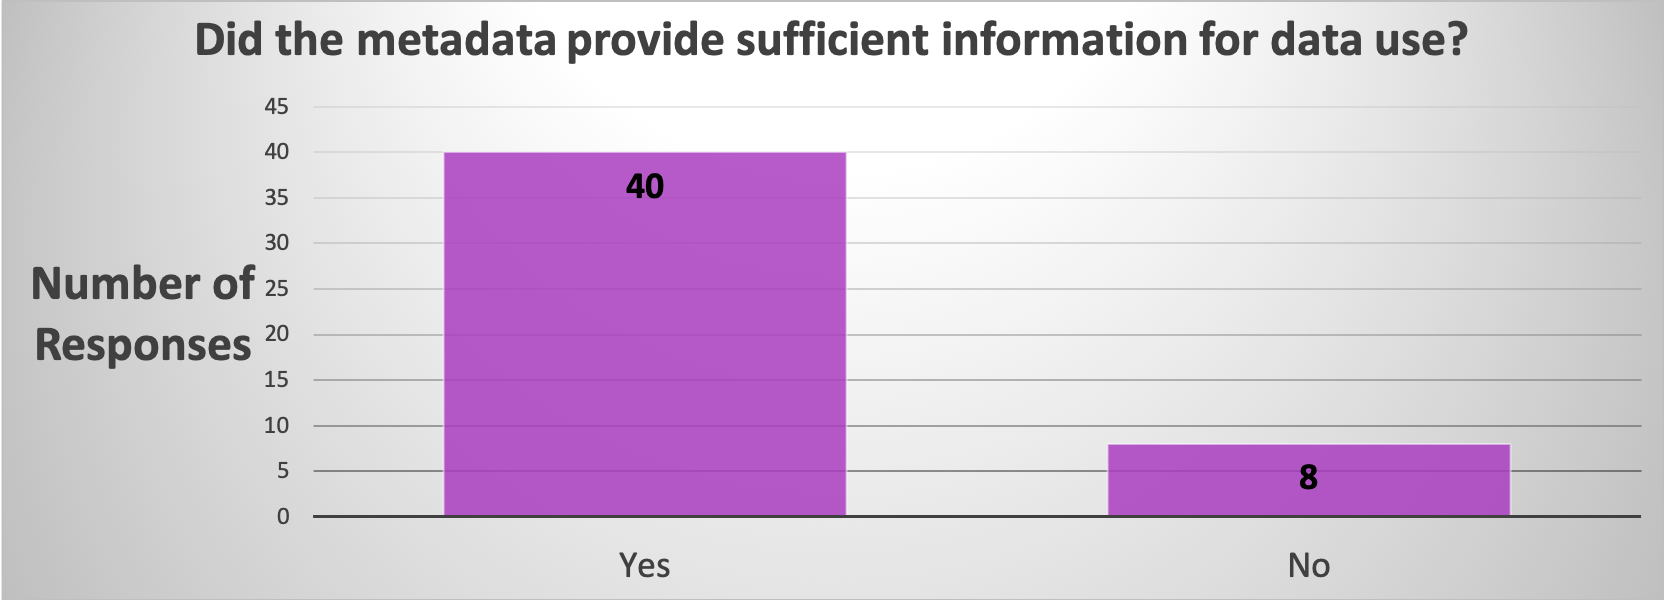 Did the metadata provide sufficient information for data use?
45
40
35
30
25
20
15
10
5
0
Number of
Responses
40
8
Yes
No